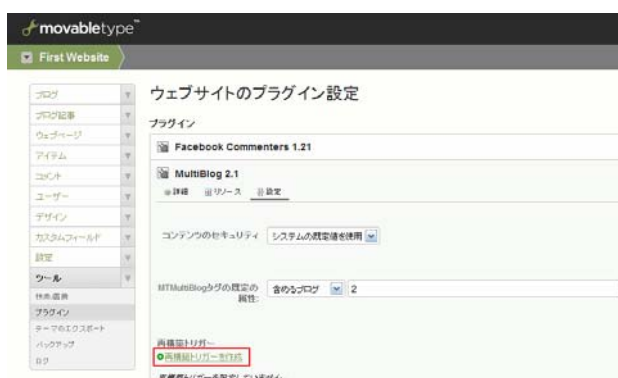 movabletype™
First Website
ブログ
ブログ記事
ウェブページ
アイテム
コメント
ユーザー
デザイン
カスタムフィールド
設定
ツール
検索/置換
プラグイン
テーマのエクスポート
バックアップ
ログ
ウェブサイトのプラグイン設定
プラグイン
Facebook Commenters 1.21
MultiBlog 2.1
詳細 リソース 設定
コンテンツのセキュリティ システムの既定値を使用
MTMultiBlogタグの既定の属性: 含めるブログ 2
再構築トリガー
再構築トリガーを作成